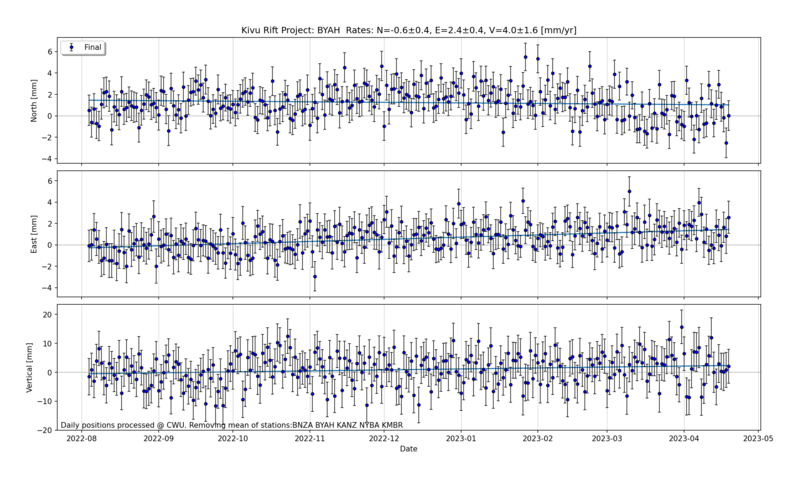 Kivu Rift Project: BYAH  Rates: N=-0.6±0.4, E=2.4±0.4, V=4.0±1.6 [mm/yr]
Final
North [mm]
6
4
2
0
−2
−4
East [mm]
6
4
2
0
−2
−4
Vertical [mm]
20
10
0
−10
−20
Daily positions processed @ CWU. Removing mean of stations:BNZA BYAH KANZ NYBA KMBR
2022-08 2022-09 2022-10 2022-11 2022-12 2023-01 2023-02 2023-03 2023-04 2023-05
Date